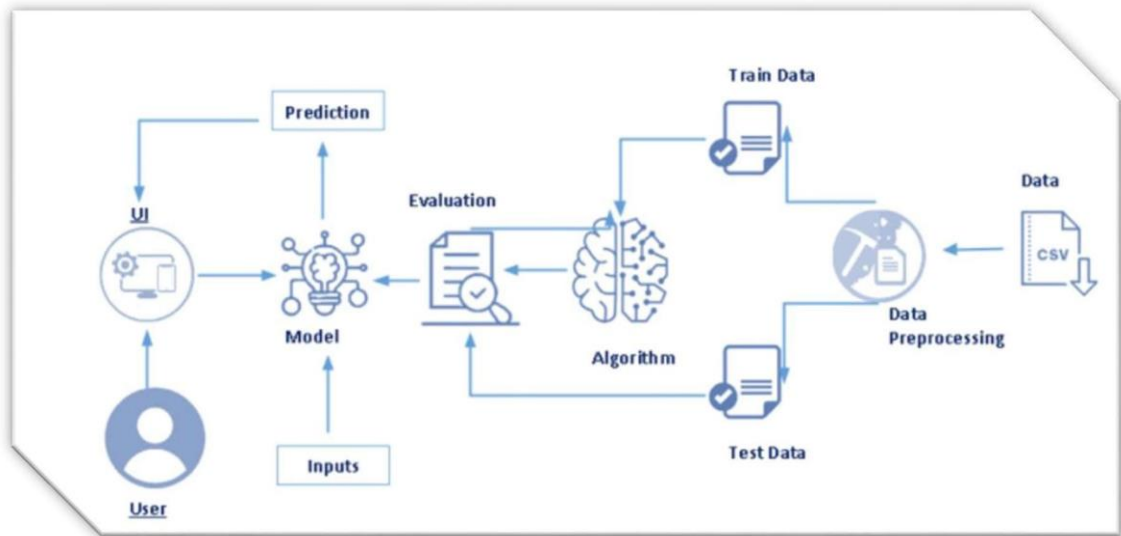 Train Data
Prediction
Data
UI
Evaluation
CSV
Model
Data
Preprocessing
Algorithm
Inputs
Test Data
User